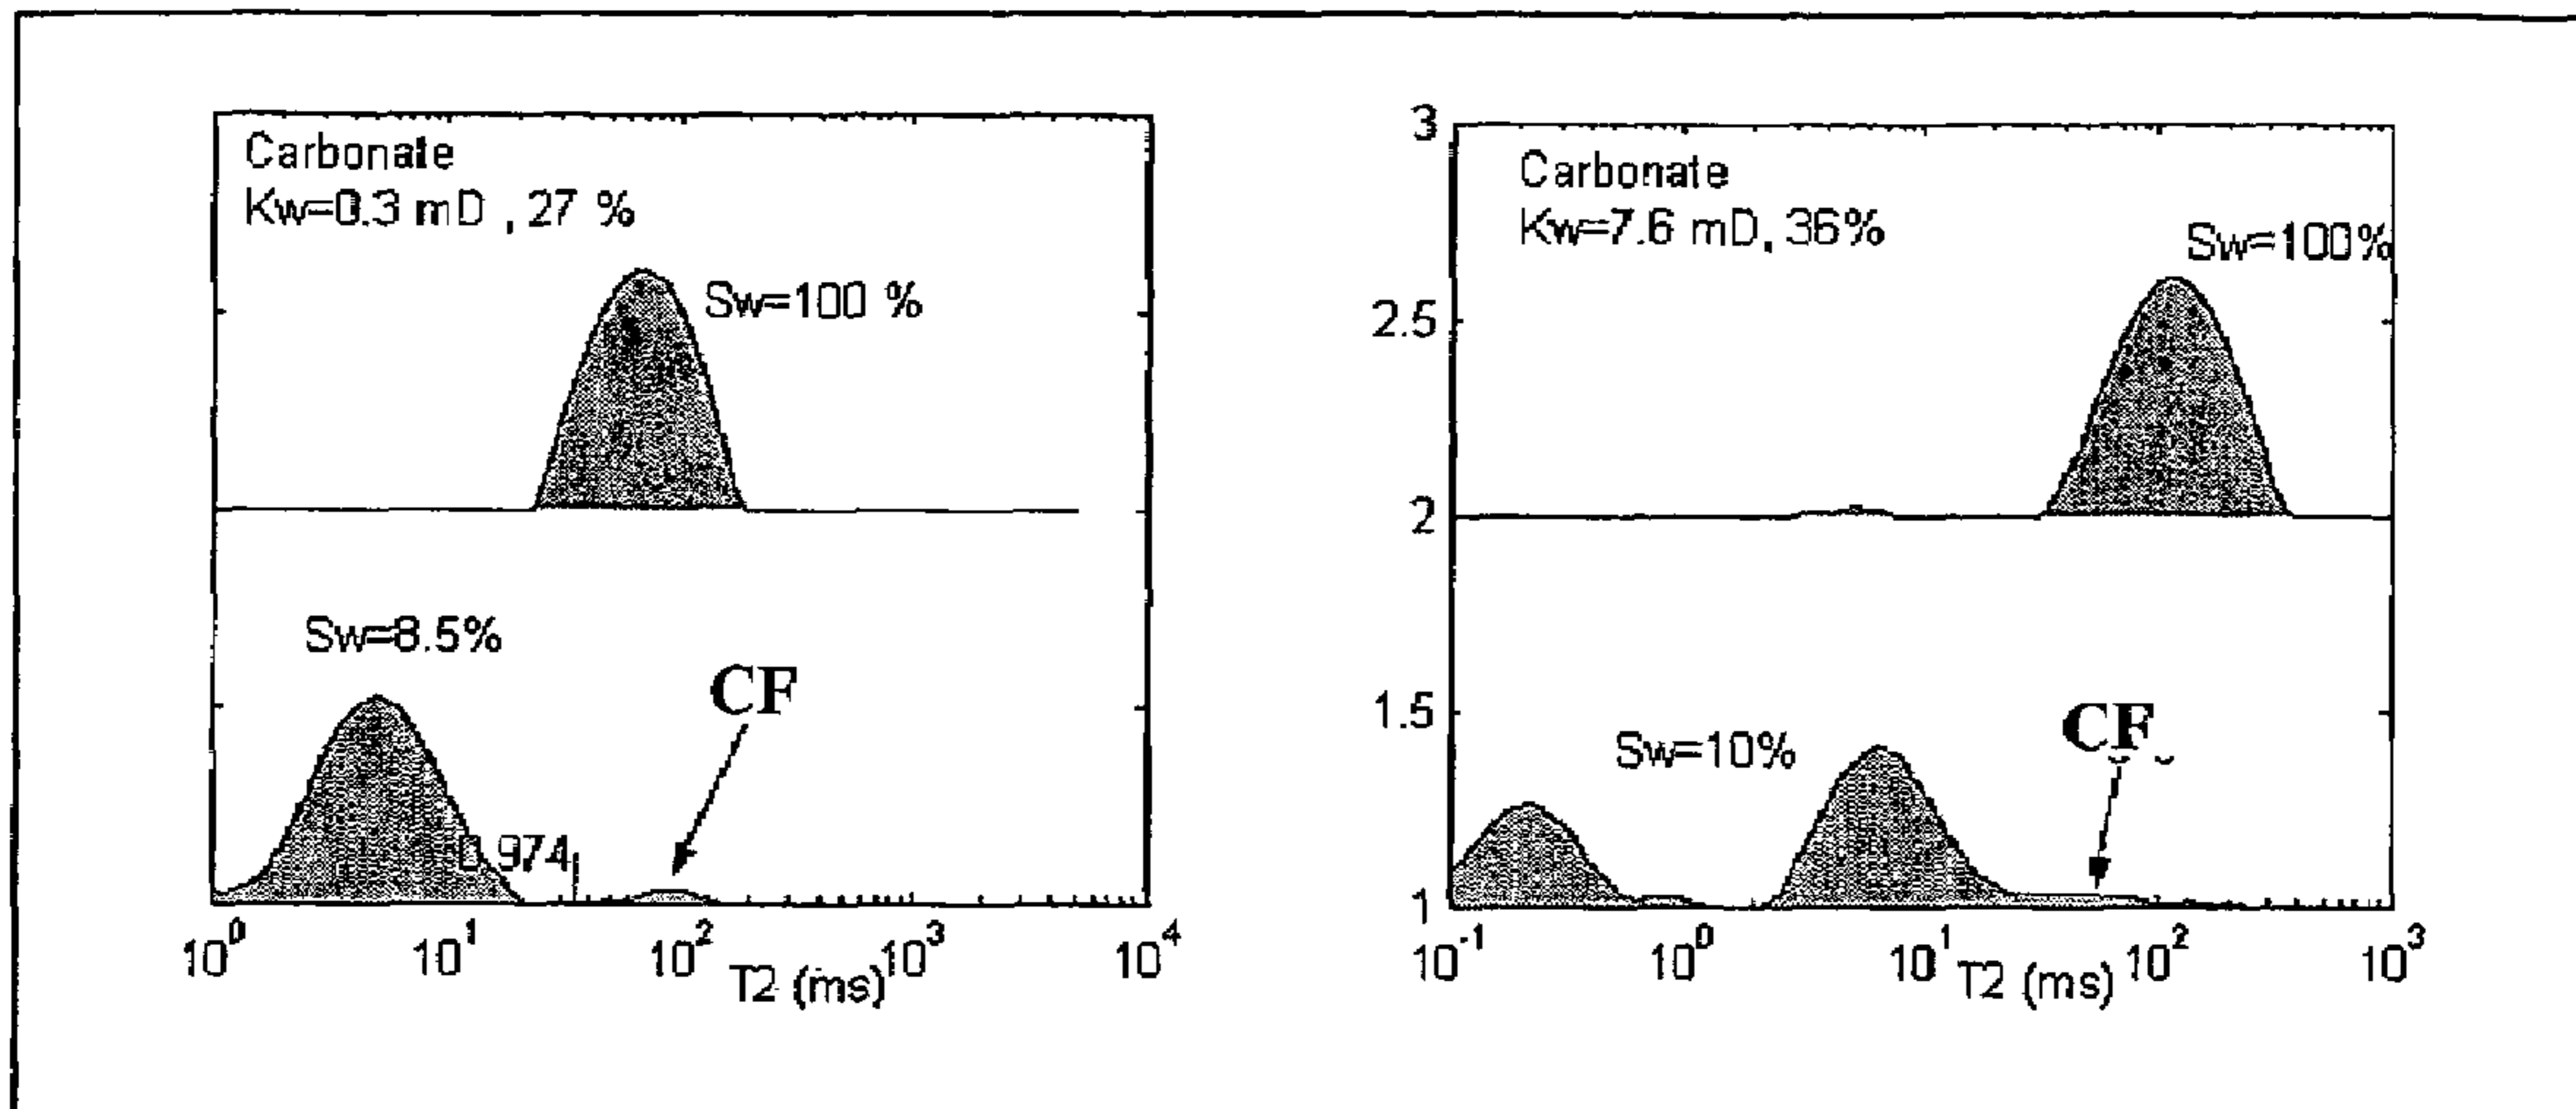 Carbonate
Kw=0.3 mD , 27 %
Sw=100 %
Sw=8.5%
CF
0.974
10^0 10^1 10^2 10^3 10^4
T2 (ms)
3
Carbonate
Kw=7.6 mD, 36%
Sw=100%
2.5
2
1.5
Sw=10%
CF
1
10^-1 10^0 10^1 10^2 10^3
T2 (ms)